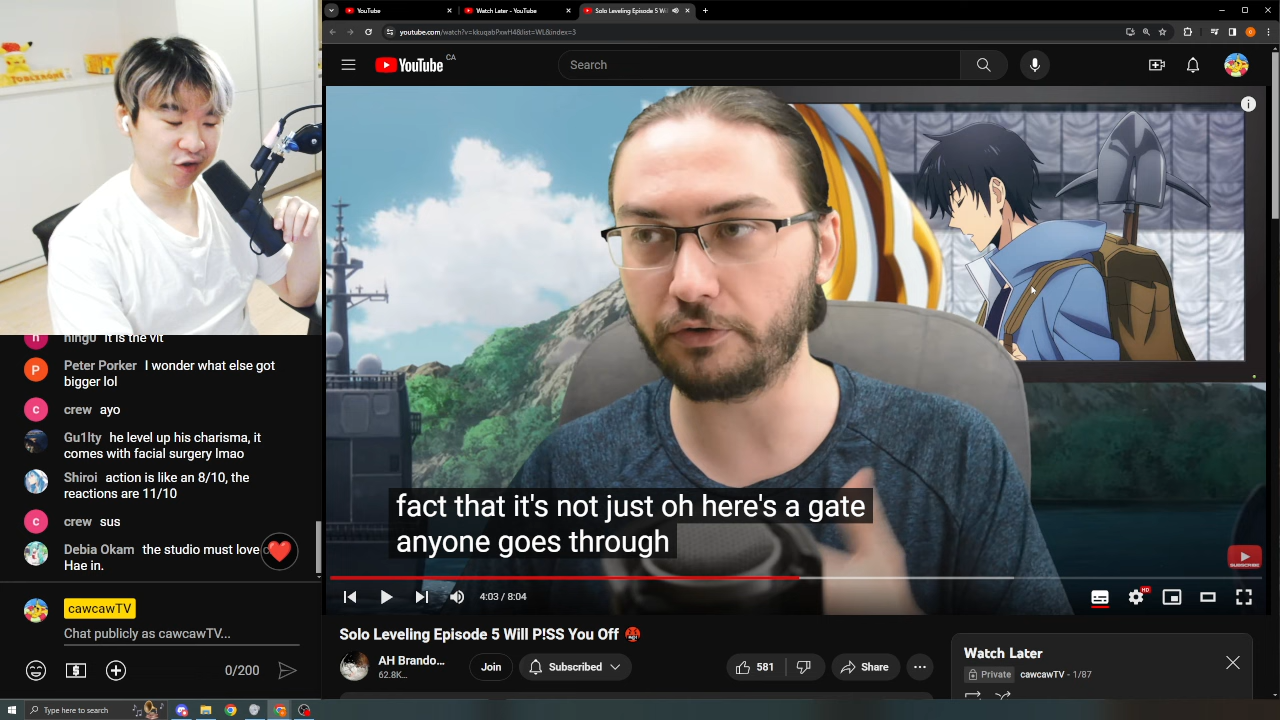 YouTube
Watch Later - YouTube
Solo Leveling Episode 5 W
youtube.com/watch?v=kkuqabPxwH4&list=WL&index=3
YouTube CA
Search
it is the vit
Peter Porker I wonder what else got
bigger lol
crew ayo
Gu1lty he level up his charisma, it
comes with facial surgery lmao
Shiroi action is like an 8/10, the
reactions are 11/10
crew sus
Debia Okam the studio must love
Hae in.
cawcawTV
Chat publicly as cawcawTV...
0/200
fact that it's not just oh here's a gate
anyone goes through
SUBSCRIBE
4:03 / 8:04
HD
Solo Leveling Episode 5 Will P!SS You Off
AH Brando...
62.8K...
Join
Subscribed
581
Share
Watch Later
Private cawcawTV - 1/87
Type here to search